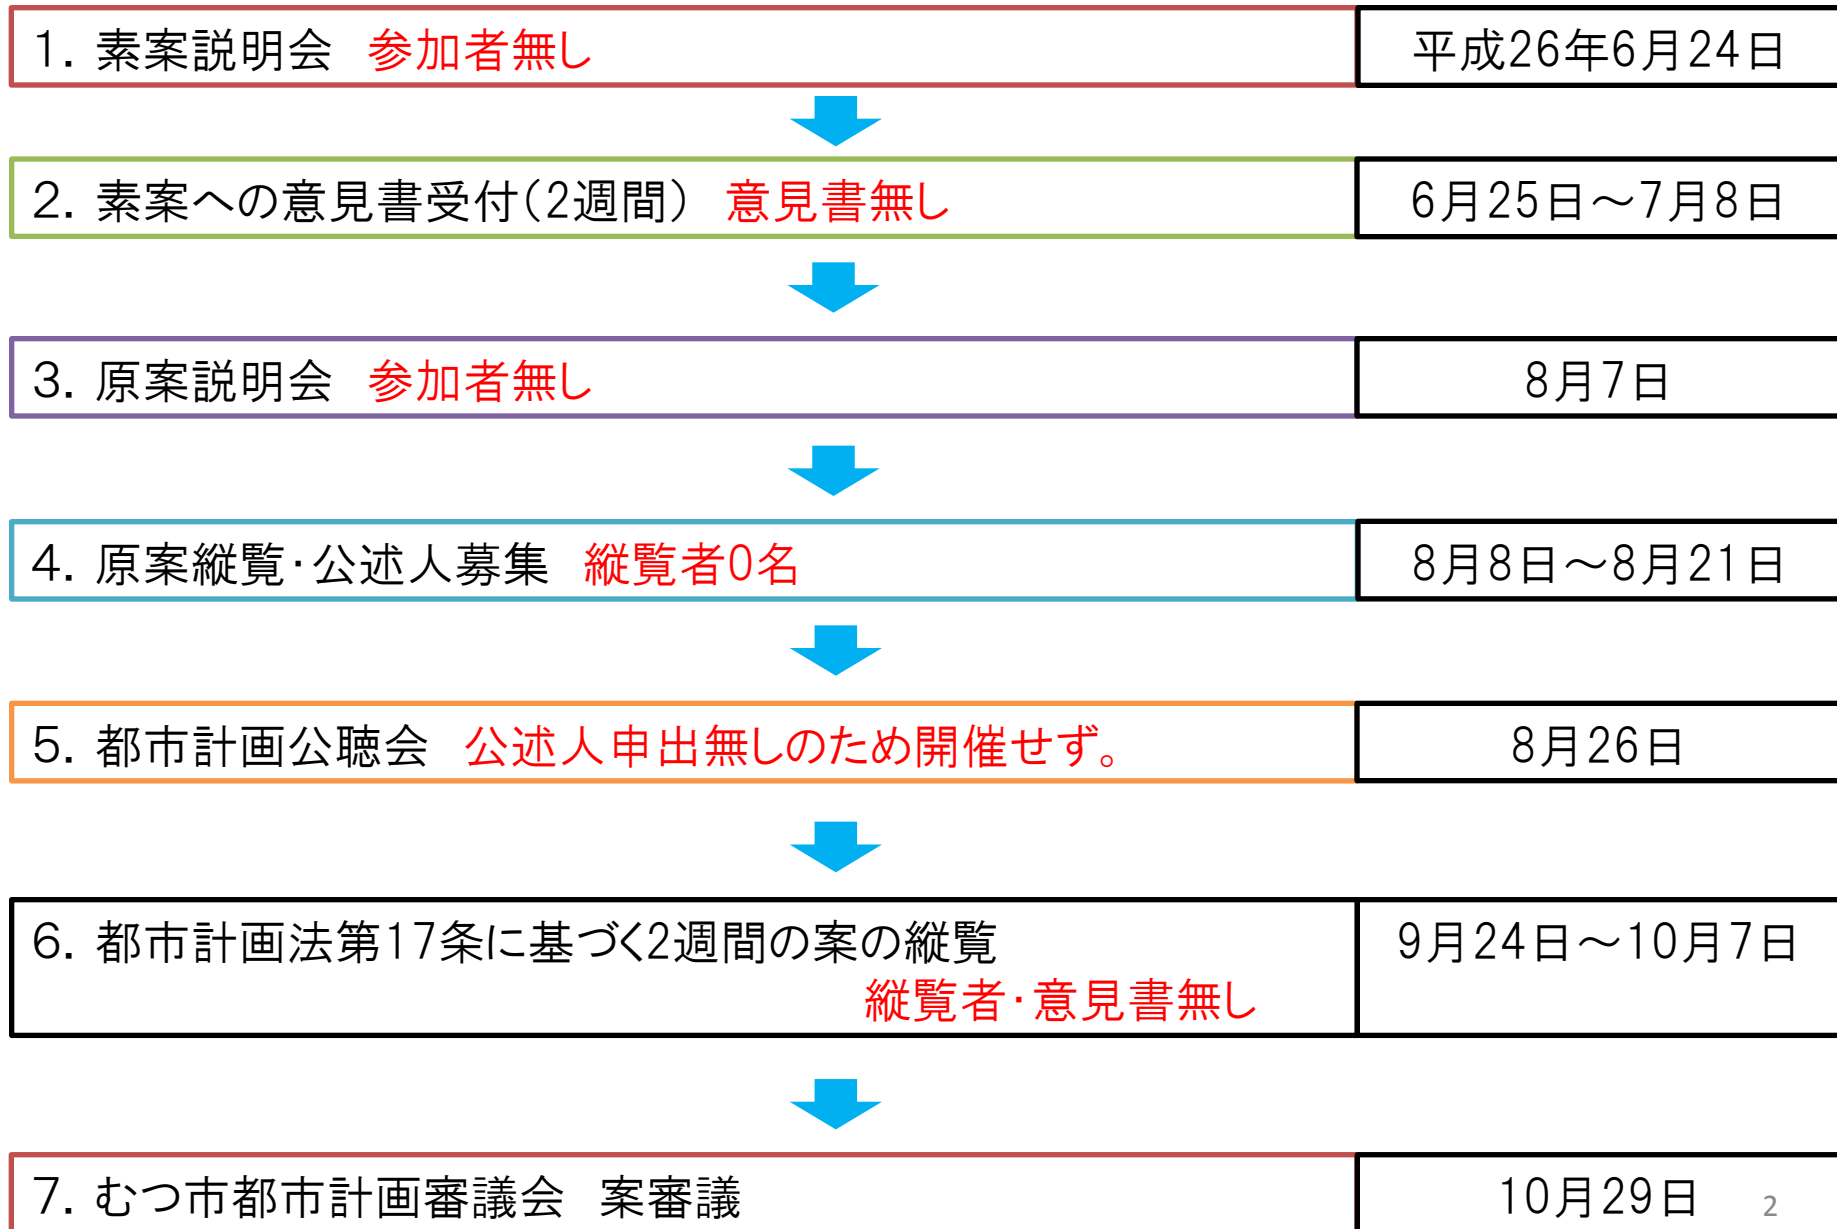 1. 素案説明会　参加者無し
平成26年6月24日
2. 素案への意見書受付(2週間)　意見書無し
6月25日～7月8日
3. 原案説明会　参加者無し
8月7日
4. 原案縦覧・公述人募集　縦覧者0名
8月8日～8月21日
5. 都市計画公聴会　公述人申出無しのため開催せず。
8月26日
6. 都市計画法第17条に基づく2週間の案の縦覧
縦覧者・意見書無し
9月24日～10月7日
7. むつ市都市計画審議会　案審議
10月29日
2